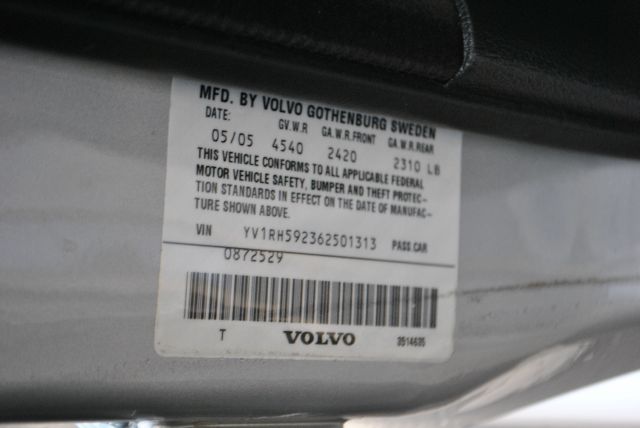 MFD. BY VOLVO GOTHENBURG SWEDEN
DATE: GV.W.R GA.W.R.FRONT GA.W.R.REAR
05/05 4540 2420 2310 LB
THIS VEHICLE CONFORMS TO ALL APPLICABLE FEDERAL
MOTOR VEHICLE SAFETY, BUMPER AND THEFT PROTEC-
TION STANDARDS IN EFFECT ON THE DATE OF MANUFAC-
TURE SHOWN ABOVE.
VIN YV1RH592362501313 PASS CAR
0872529
T VOLVO 3514635